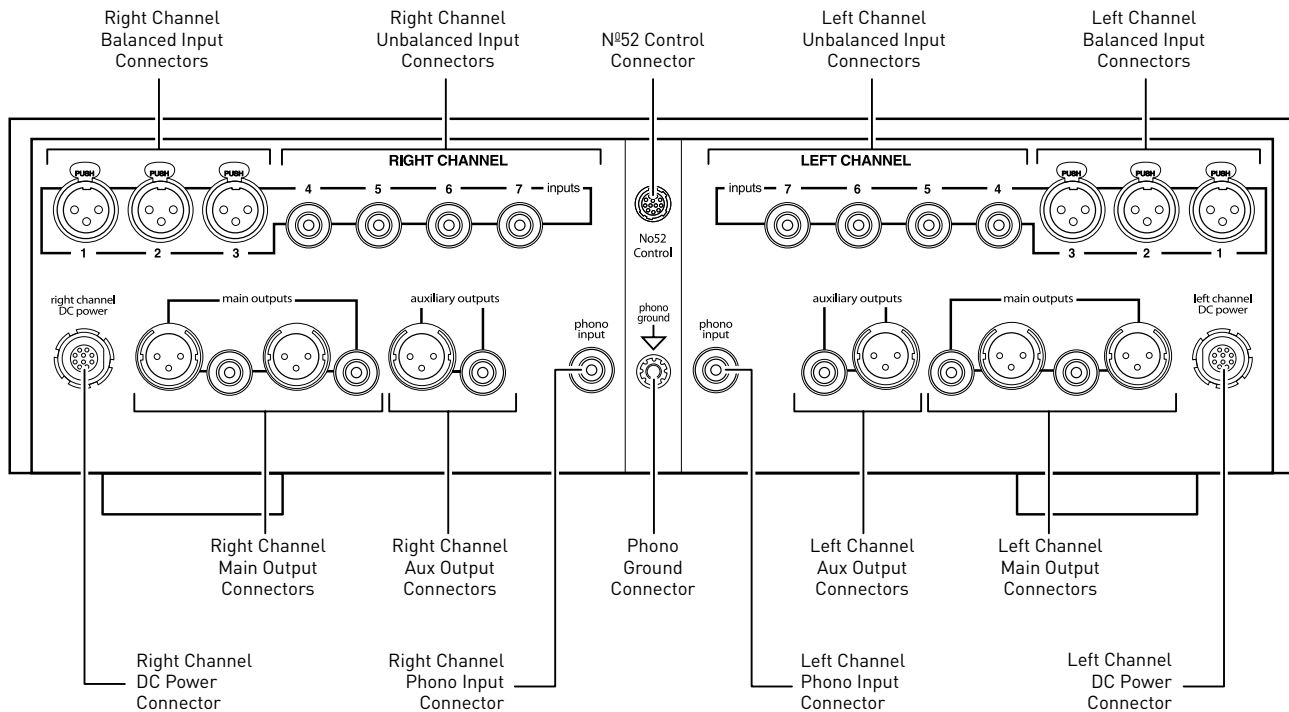 Right Channel
Balanced Input
Connectors
Right Channel
Unbalanced Input
Connectors
Nº52 Control
Connector
Left Channel
Unbalanced Input
Connectors
Left Channel
Balanced Input
Connectors
RIGHT CHANNEL
LEFT CHANNEL
PUSH
PUSH
PUSH
4
5
6
7
inputs
inputs
7
6
5
4
PUSH
PUSH
PUSH
1
2
3
No52
Control
3
2
1
right channel
DC power
main outputs
auxiliary outputs
phono
input
phono
ground
phono
input
auxiliary outputs
main outputs
left channel
DC power
Right Channel
Main Output
Connectors
Right Channel
Aux Output
Connectors
Phono
Ground
Connector
Left Channel
Aux Output
Connectors
Left Channel
Main Output
Connectors
Right Channel
DC Power
Connector
Right Channel
Phono Input
Connector
Left Channel
Phono Input
Connector
Left Channel
DC Power
Connector